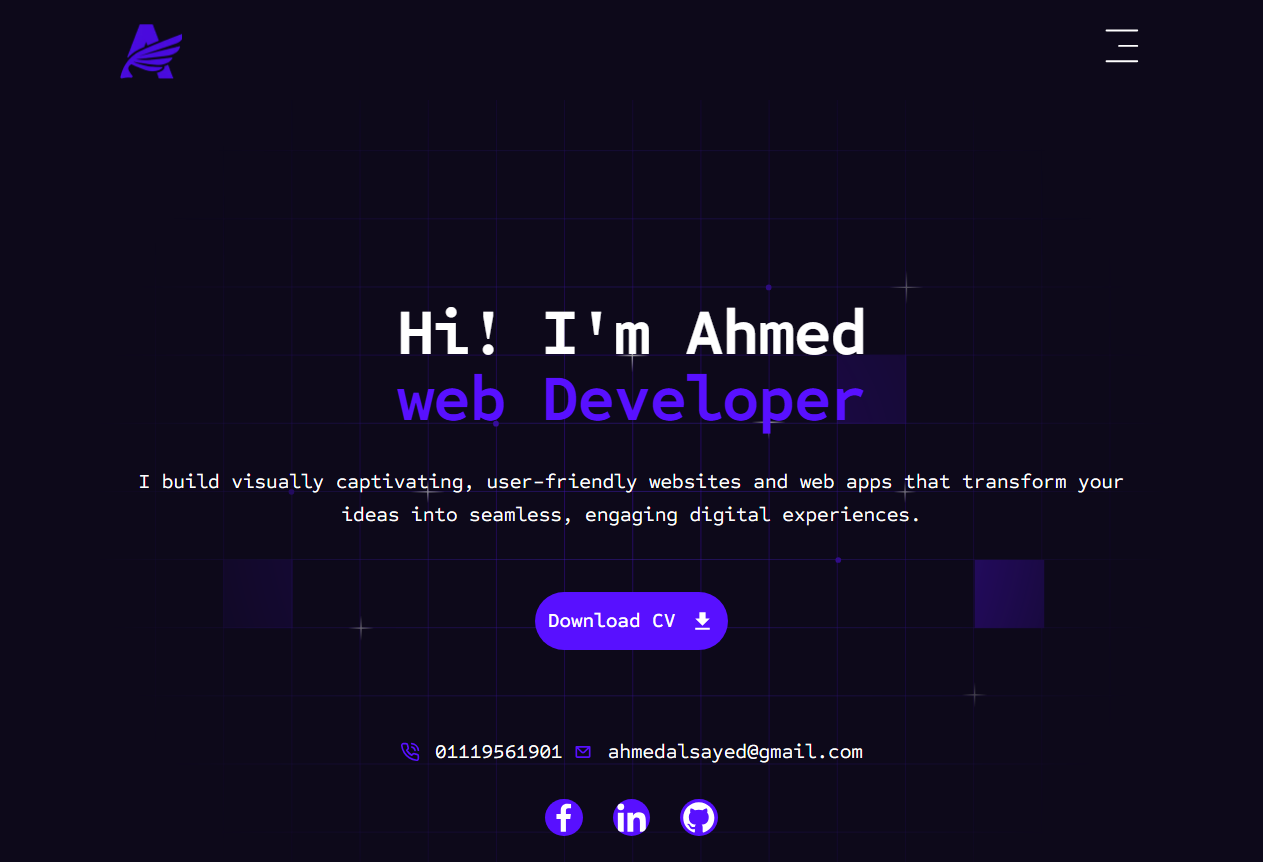 Hi! I'm Ahmed
web Developer
I build visually captivating, user-friendly websites and web apps that transform your
ideas into seamless, engaging digital experiences.
Download CV
01119561901 ahmedalsayed@gmail.com